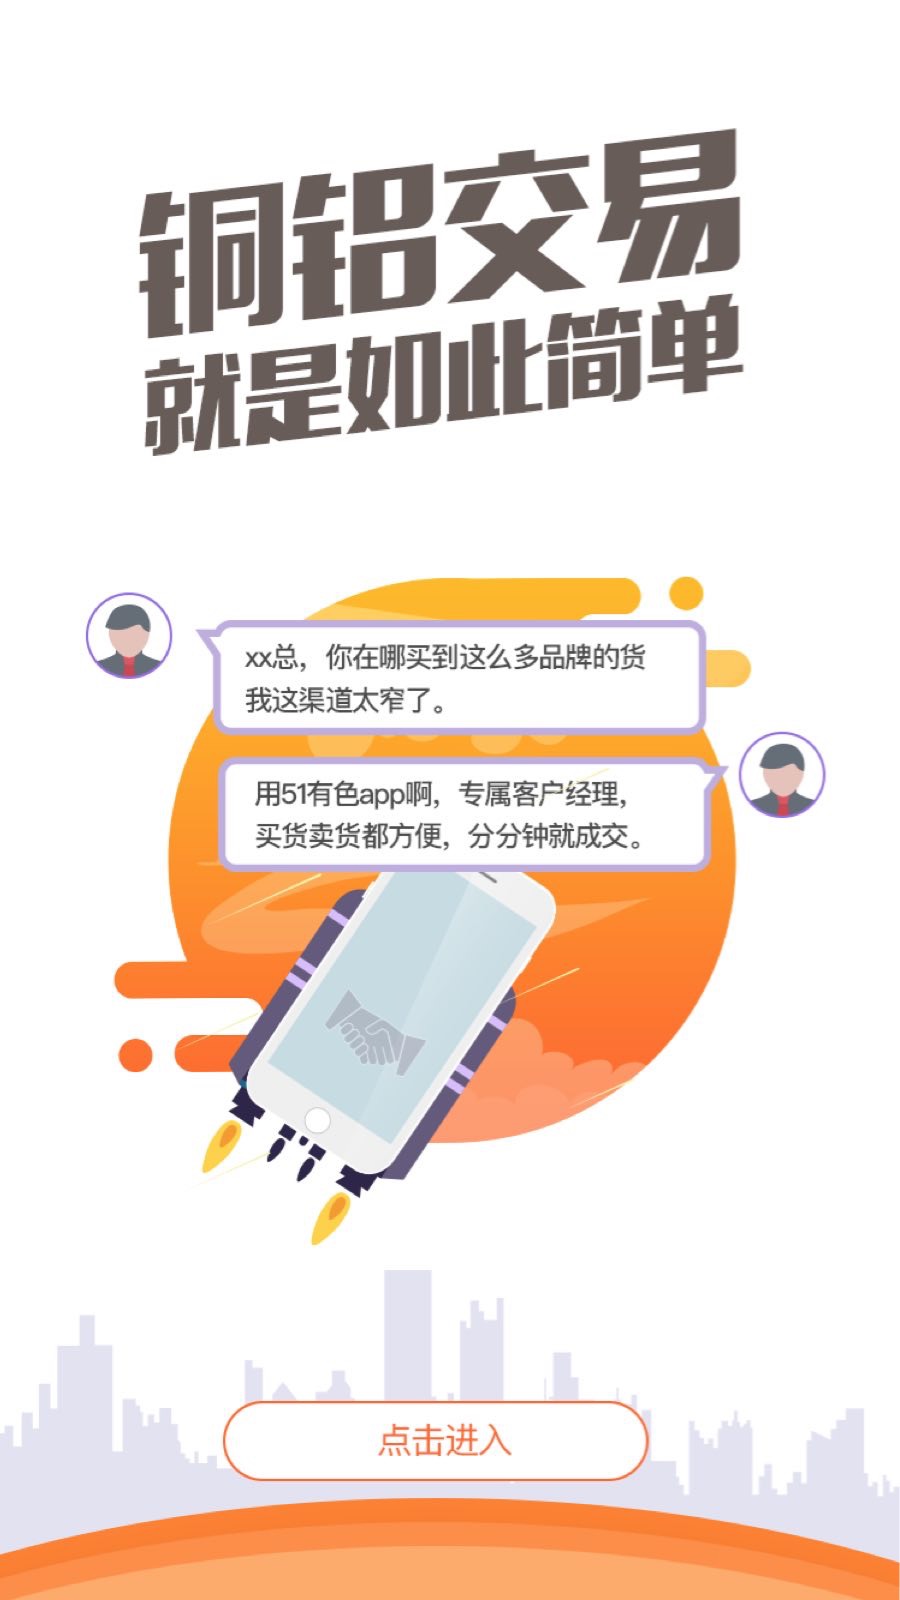 铜铝交易
就是如此简单
xx总，你在哪买到这么多品牌的货
我这渠道太窄了。
用51有色app啊，专属客户经理，
买货卖货都方便，分分钟就成交。
点击进入